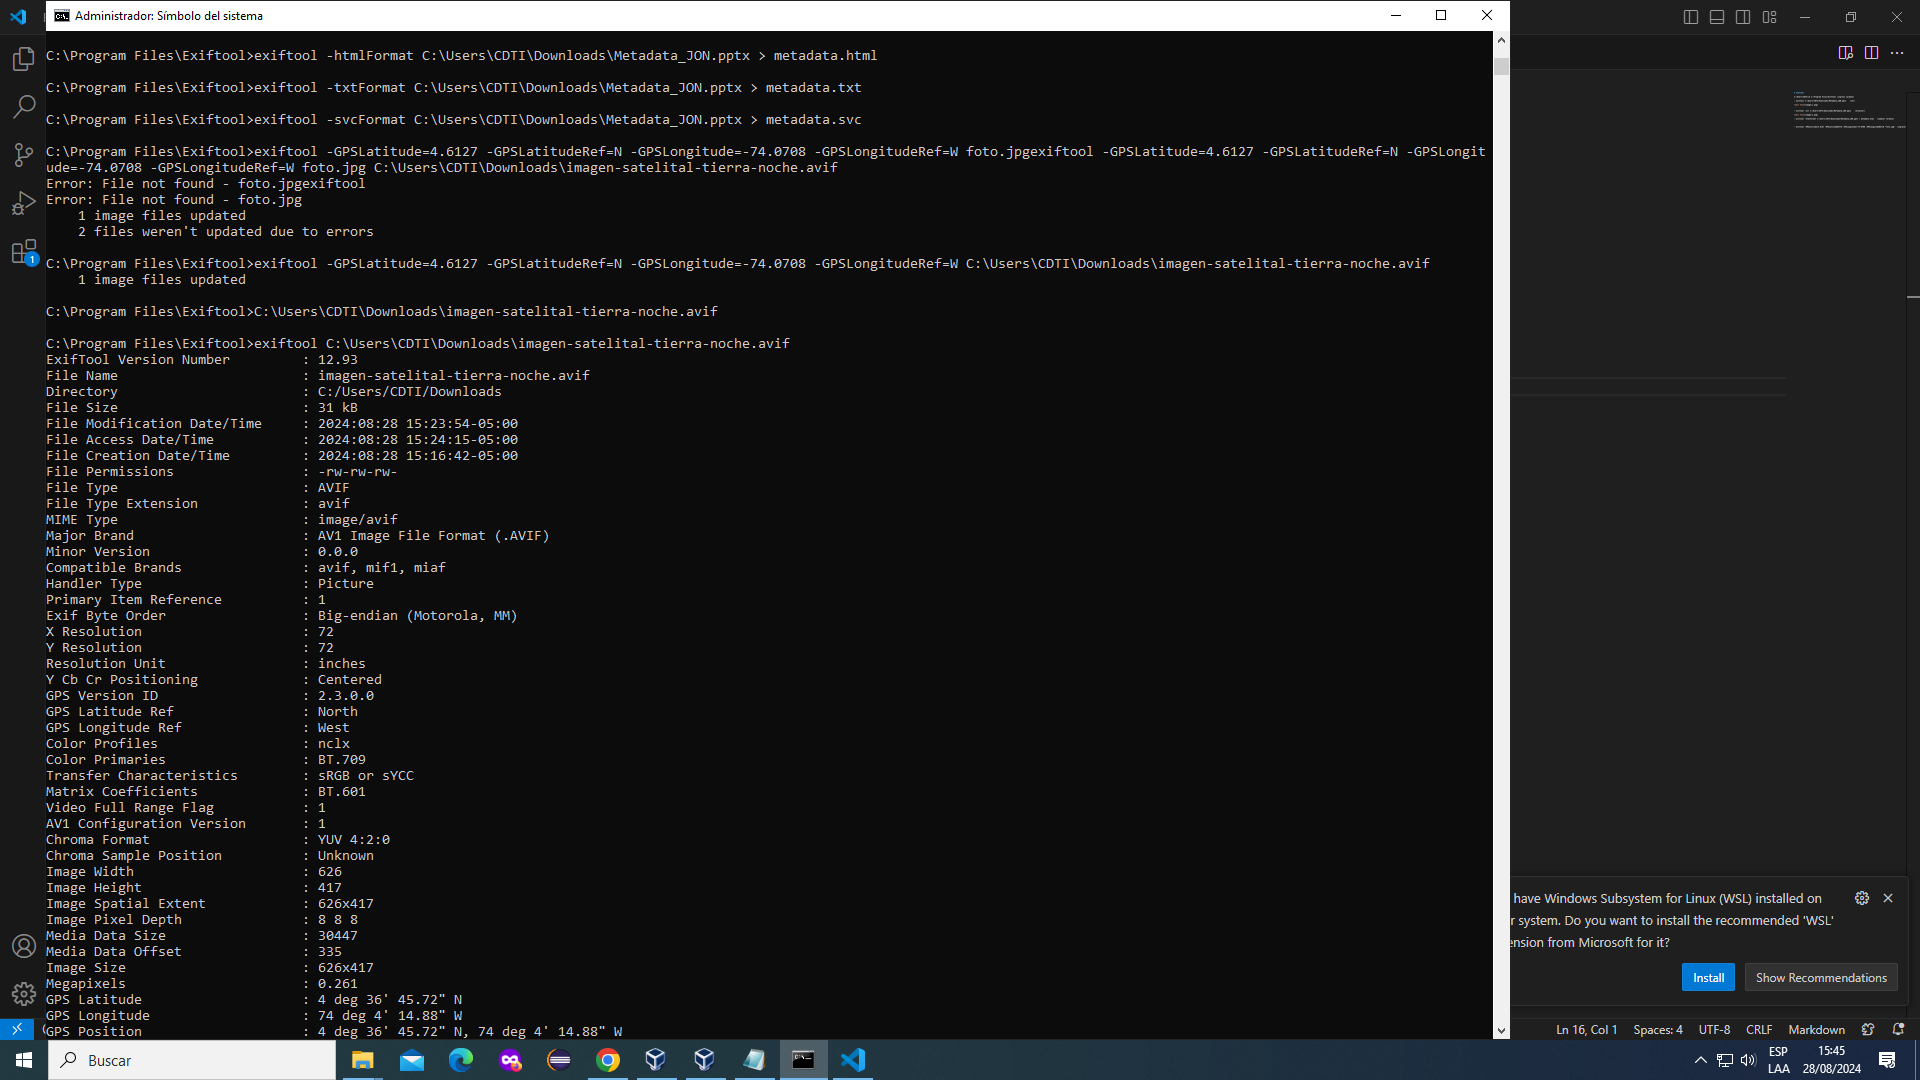 Administrador: Símbolo del sistema
C:\Program Files\Exiftool>exiftool -htmlFormat C:\Users\CDTI\Downloads\Metadata_JON.pptx > metadata.html
C:\Program Files\Exiftool>exiftool -txtFormat C:\Users\CDTI\Downloads\Metadata_JON.pptx > metadata.txt
C:\Program Files\Exiftool>exiftool -svcFormat C:\Users\CDTI\Downloads\Metadata_JON.pptx > metadata.svc
C:\Program Files\Exiftool>exiftool -GPSLatitude=4.6127 -GPSLatitudeRef=N -GPSLongitude=-74.0708 -GPSLongitudeRef=W foto.jpgexiftool -GPSLatitude=4.6127 -GPSLatitudeRef=N -GPSLongit
ude=-74.0708 -GPSLongitudeRef=W foto.jpg C:\Users\CDTI\Downloads\imagen-satelital-tierra-noche.avif
Error: File not found - foto.jpgexiftool
Error: File not found - foto.jpg
1 image files updated
2 files weren't updated due to errors
C:\Program Files\Exiftool>exiftool -GPSLatitude=4.6127 -GPSLatitudeRef=N -GPSLongitude=-74.0708 -GPSLongitudeRef=W C:\Users\CDTI\Downloads\imagen-satelital-tierra-noche.avif
1 image files updated
C:\Program Files\Exiftool>C:\Users\CDTI\Downloads\imagen-satelital-tierra-noche.avif
C:\Program Files\Exiftool>exiftool C:\Users\CDTI\Downloads\imagen-satelital-tierra-noche.avif
ExifTool Version Number : 12.93
File Name : imagen-satelital-tierra-noche.avif
Directory : C:/Users/CDTI/Downloads
File Size : 31 kB
File Modification Date/Time : 2024:08:28 15:23:54-05:00
File Access Date/Time : 2024:08:28 15:24:15-05:00
File Creation Date/Time : 2024:08:28 15:16:42-05:00
File Permissions : -rw-rw-rw-
File Type : AVIF
File Type Extension : avif
MIME Type : image/avif
Major Brand : AV1 Image File Format (.AVIF)
Minor Version : 0.0.0
Compatible Brands : avif, mif1, miaf
Handler Type : Picture
Primary Item Reference : 1
Exif Byte Order : Big-endian (Motorola, MM)
X Resolution : 72
Y Resolution : 72
Resolution Unit : inches
Y Cb Cr Positioning : Centered
GPS Version ID : 2.3.0.0
GPS Latitude Ref : North
GPS Longitude Ref : West
Color Profiles : nclx
Color Primaries : BT.709
Transfer Characteristics : sRGB or sYCC
Matrix Coefficients : BT.601
Video Full Range Flag : 1
AV1 Configuration Version : 1
Chroma Format : YUV 4:2:0
Chroma Sample Position : Unknown
Image Width : 626
Image Height : 417
Image Spatial Extent : 626x417
Image Pixel Depth : 8 8 8
Media Data Size : 30447
Media Data Offset : 335
Image Size : 626x417
Megapixels : 0.261
GPS Latitude : 4 deg 36' 45.72" N
GPS Longitude : 74 deg 4' 14.88" W
GPS Position : 4 deg 36' 45.72" N, 74 deg 4' 14.88" W
1
have Windows Subsystem for Linux (WSL) installed on
r system. Do you want to install the recommended 'WSL'
ension from Microsoft for it?
Install
Show Recommendations
Ln 16, Col 1
Spaces: 4
UTF-8
CRLF
Markdown
Buscar
ESP
LAA
15:45
28/08/2024